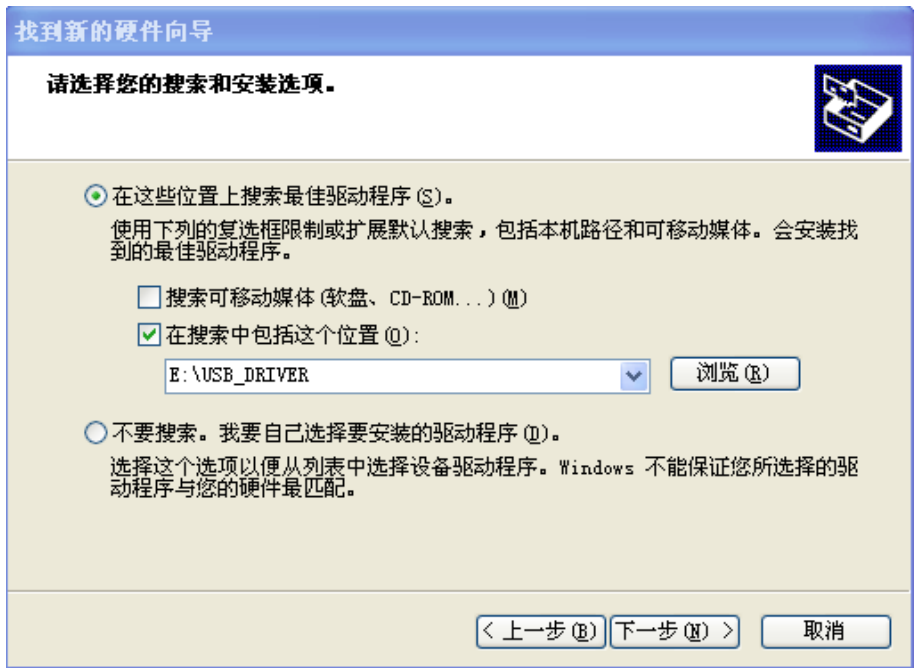 找到新的硬件向导
请选择您的搜索和安装选项。
在这些位置上搜索最佳驱动程序(S)。
使用下列的复选框限制或扩展默认搜索，包括本机路径和可移动媒体。会安装找
到的最佳驱动程序。
搜索可移动媒体(软盘、CD-ROM...)(M)
在搜索中包括这个位置(O):
E:\USB_DRIVER
浏览(R)
不要搜索。我要自己选择要安装的驱动程序(D)。
选择这个选项以便从列表中选择设备驱动程序。Windows 不能保证您所选择的驱
动程序与您的硬件最匹配。
< 上一步(B) 下一步(N) > 取消